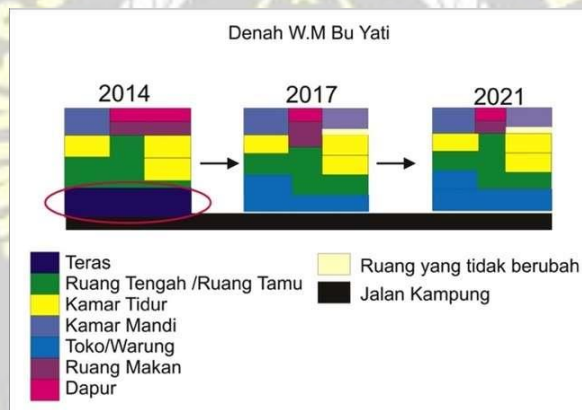 Denah W.M Bu Yati
2014
2017
2021
Teras
Ruang Tengah /Ruang Tamu
Kamar Tidur
Kamar Mandi
Toko/Warung
Ruang Makan
Dapur
Ruang yang tidak berubah
Jalan Kampung